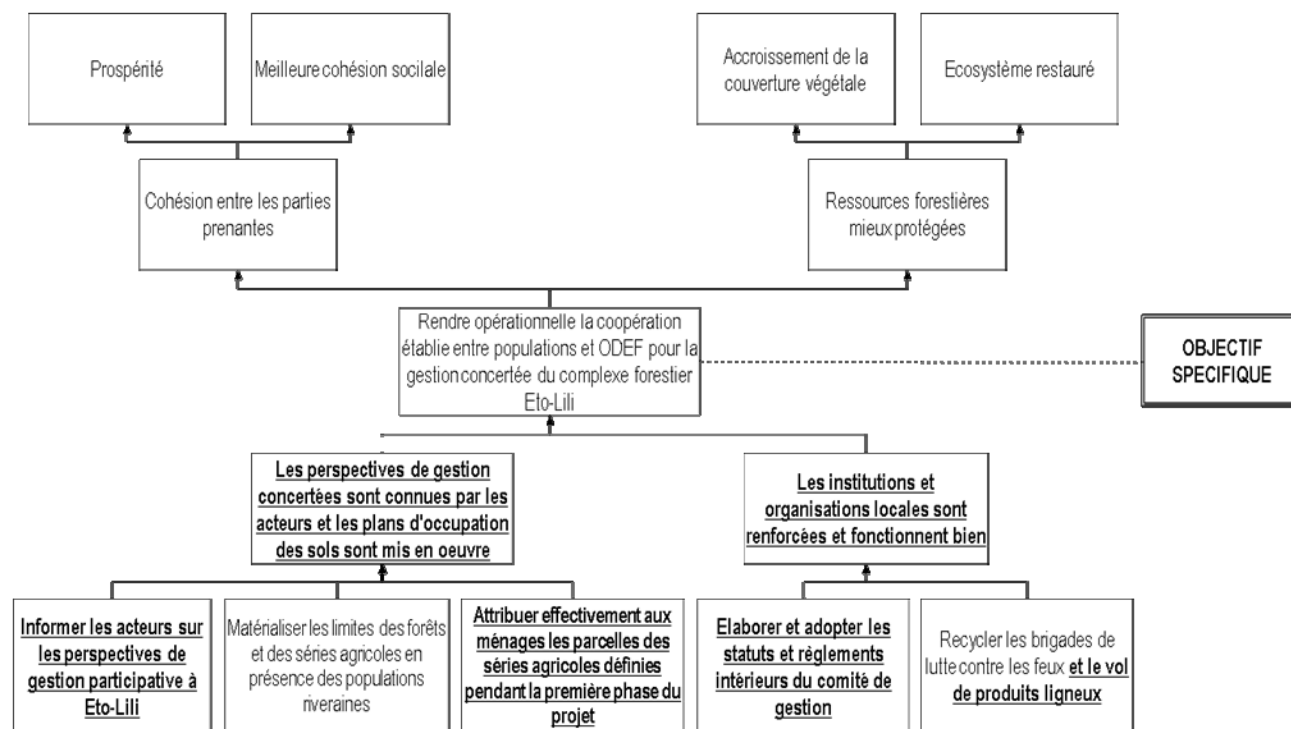 Prospérité
Meilleure cohésion socilale
Accroissement de la
couverture végétale
Ecosystème restauré
Cohésion entre les parties
prenantes
Ressources forestières
mieux protégées
Rendre opérationnelle la coopération
établie entre populations et ODEF pour la
gestion concertée du complexe forestier
Eto-Lili
OBJECTIF
SPECIFIQUE
Les perspectives de gestion
concertées sont connues par les
acteurs et les plans d'occupation
des sols sont mis en oeuvre
Les institutions et
organisations locales sont
renforcées et fonctionnent bien
Informer les acteurs sur
les perspectives de
gestion participative à
Eto-Lili
Matérialiser les limites des forêts
et des séries agricoles en
présence des populations
riveraines
Attribuer effectivement aux
ménages les parcelles des
séries agricoles définies
pendant la première phase du
projet
Elaborer et adopter les
statuts et règlements
intérieurs du comité de
gestion
Recycler les brigades de
lutte contre les feux et le vol
de produits ligneux